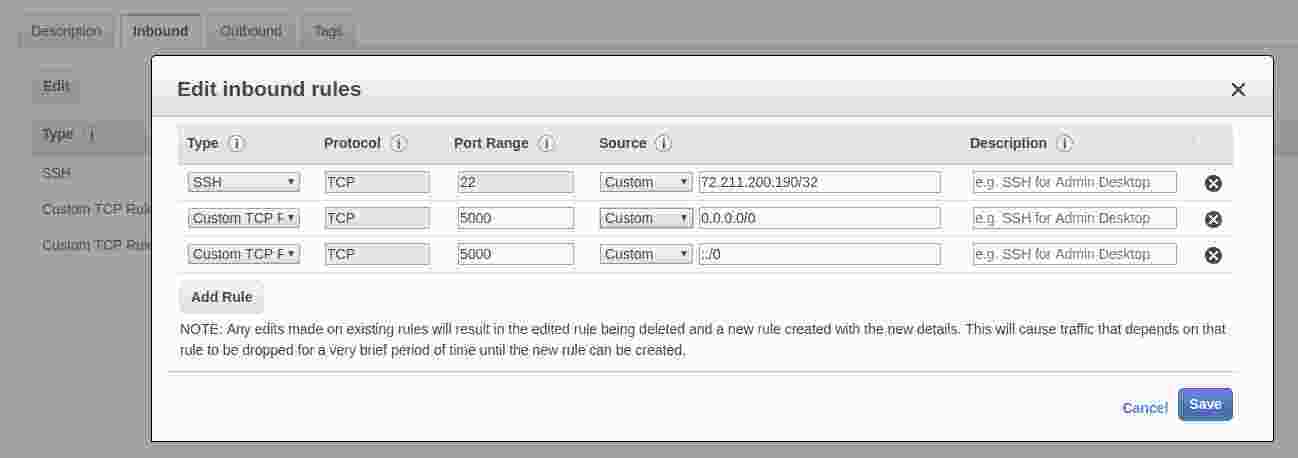 Description Inbound Outbound Tags
Edit
Edit inbound rules
Type i
Type i Protocol i Port Range i Source i Description i
SSH TCP 22 Custom 72.211.200.190/32 e.g. SSH for Admin Desktop
Custom TCP F TCP 5000 Custom 0.0.0.0/0 e.g. SSH for Admin Desktop
Custom TCP F TCP 5000 Custom ::/0 e.g. SSH for Admin Desktop
SSH
Custom TCP Rule
Custom TCP Rule
Add Rule
NOTE: Any edits made on existing rules will result in the edited rule being deleted and a new rule created with the new details. This will cause traffic that depends on that
rule to be dropped for a very brief period of time until the new rule can be created.
Cancel Save